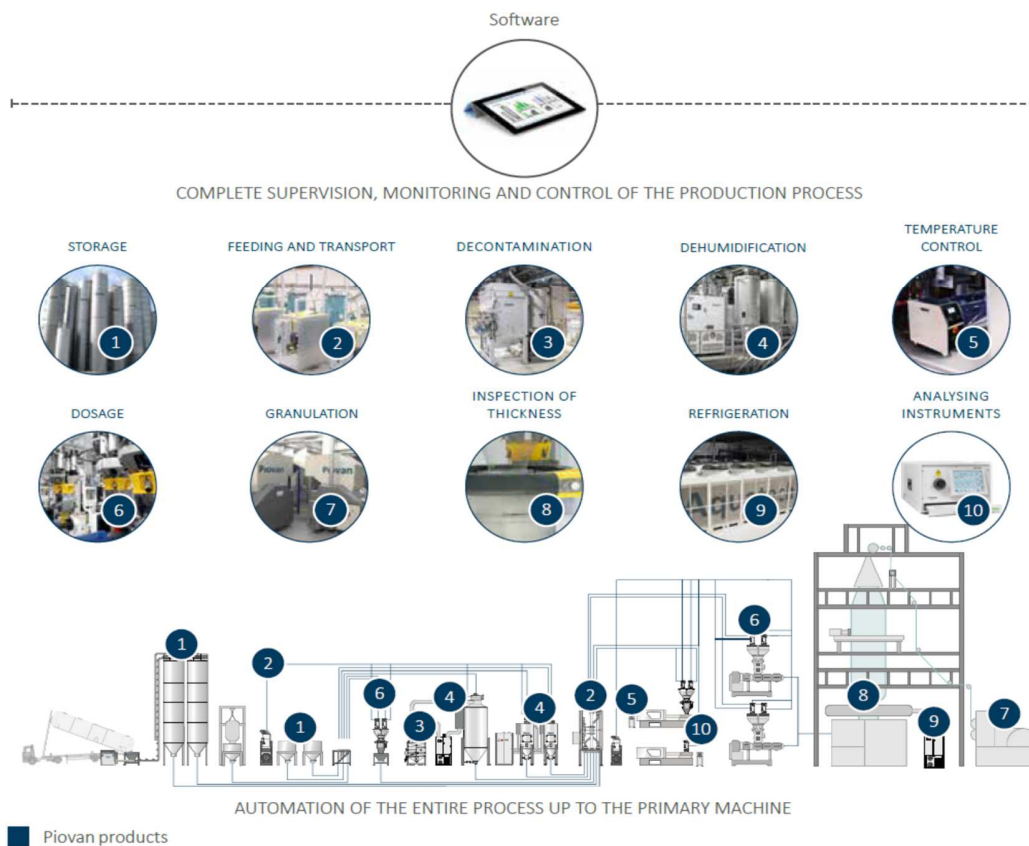 Software
COMPLETE SUPERVISION, MONITORING AND CONTROL OF THE PRODUCTION PROCESS
STORAGE
FEEDING AND TRANSPORT
DECONTAMINATION
DEHUMIDIFICATION
TEMPERATURE
CONTROL
1
2
3
4
5
DOSAGE
GRANULATION
INSPECTION OF
THICKNESS
REFRIGERATION
ANALYSING
INSTRUMENTS
Piovan
Piovan
6
7
8
9
10
1
2
1
6
3
4
4
2
5
10
6
8
9
7
AUTOMATION OF THE ENTIRE PROCESS UP TO THE PRIMARY MACHINE
Piovan products